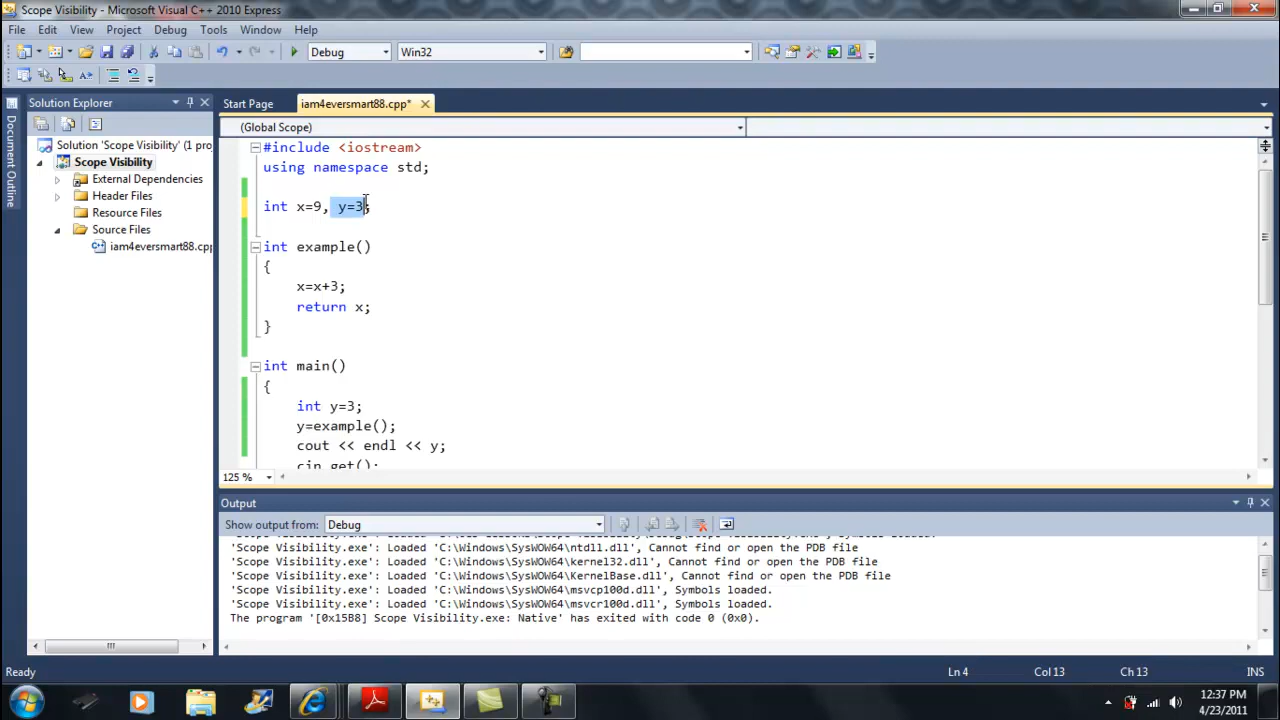 Scope Visibility - Microsoft Visual C++ 2010 Express
File Edit View Project Debug Tools Window Help
Debug Win32
Solution Explorer
Start Page iam4eversmart88.cpp*
Document Outline
(Global Scope)
Solution 'Scope Visibility' (1 proj
Scope Visibility
External Dependencies
Header Files
Resource Files
Source Files
iam4eversmart88.cpp
#include <iostream>
using namespace std;
int x=9, y=3;
int example()
{
x=x+3;
return x;
}
int main()
{
int y=3;
y=example();
cout << endl << y;
cin.get();
125 %
Output
Show output from: Debug
'Scope Visibility.exe': Loaded 'C:\Windows\SysWOW64\ntdll.dll', Cannot find or open the PDB file
'Scope Visibility.exe': Loaded 'C:\Windows\SysWOW64\kernel32.dll', Cannot find or open the PDB file
'Scope Visibility.exe': Loaded 'C:\Windows\SysWOW64\KernelBase.dll', Cannot find or open the PDB file
'Scope Visibility.exe': Loaded 'C:\Windows\SysWOW64\msvcp100d.dll', Symbols loaded.
'Scope Visibility.exe': Loaded 'C:\Windows\SysWOW64\msvcr100d.dll', Symbols loaded.
The program '[0x15B8] Scope Visibility.exe: Native' has exited with code 0 (0x0).
Ready Ln 4 Col 13 Ch 13 INS
12:37 PM
4/23/2011